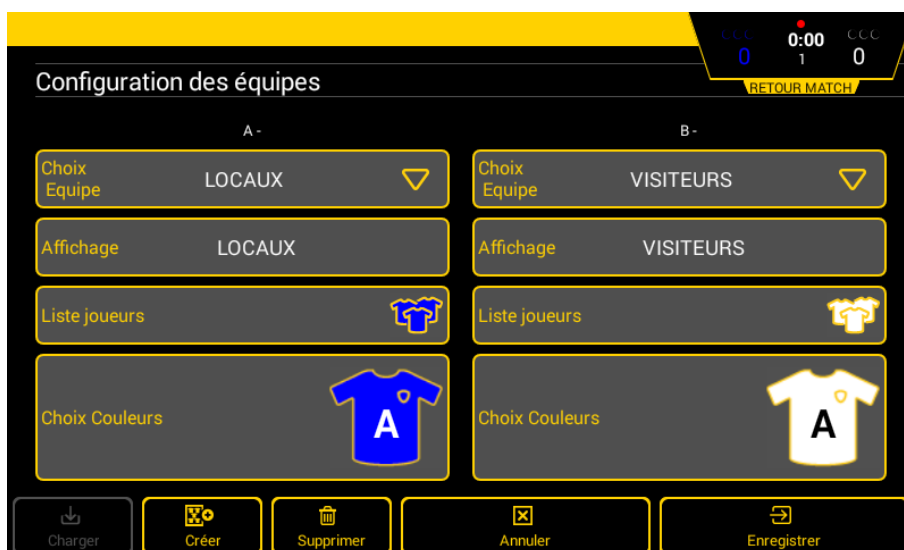 0:00
C C C
C C C
0
1
0
RETOUR MATCH
Configuration des équipes
A -
B -
Choix
Equipe
LOCAUX
Choix
Equipe
VISITEURS
Affichage
LOCAUX
Affichage
VISITEURS
Liste joueurs
Liste joueurs
Choix Couleurs
A
Choix Couleurs
A
Charger
Créer
Supprimer
Annuler
Enregistrer